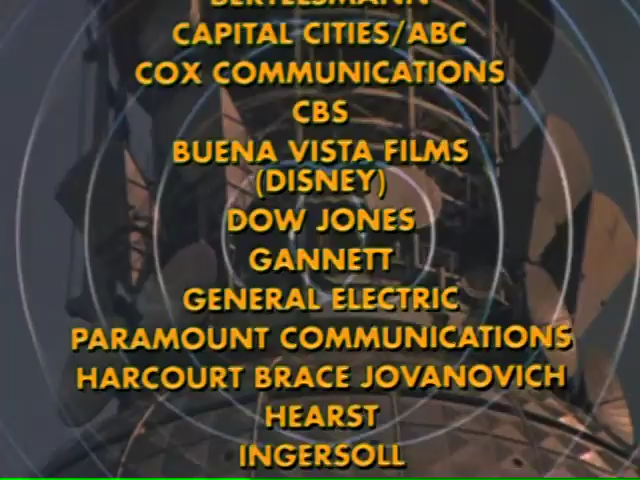 BERTELSMANN
CAPITAL CITIES/ABC
COX COMMUNICATIONS
CBS
BUENA VISTA FILMS
(DISNEY)
DOW JONES
GANNETT
GENERAL ELECTRIC
PARAMOUNT COMMUNICATIONS
HARCOURT BRACE JOVANOVICH
HEARST
INGERSOLL